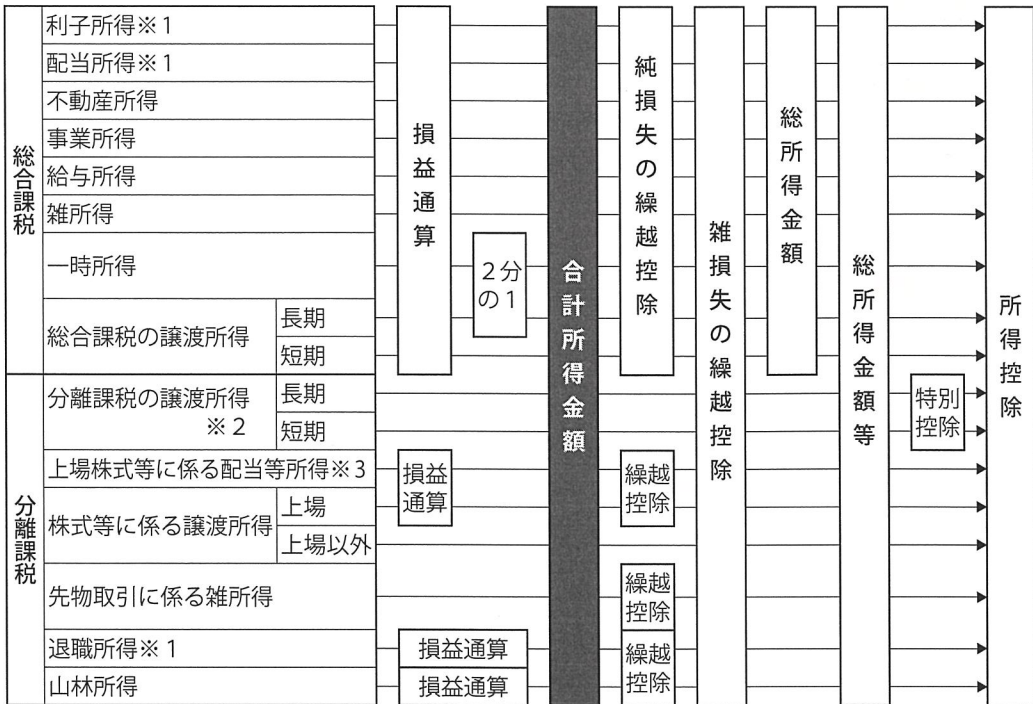 総合課税
利子所得※1
配当所得※1
不動産所得
事業所得
給与所得
雑所得
一時所得
総合課税の譲渡所得
長期
短期
分離課税
分離課税の譲渡所得
※2
長期
短期
上場株式等に係る配当等所得※3
株式等に係る譲渡所得
上場
上場以外
先物取引に係る雑所得
退職所得※1
山林所得
損益通算
2分
の1
損益
通算
損益通算
損益通算
合計所得金額
純損失の繰越控除
繰越
控除
繰越
控除
繰越
控除
雑損失の繰越控除
総所得金額
総所得金額等
特別
控除
所得控除